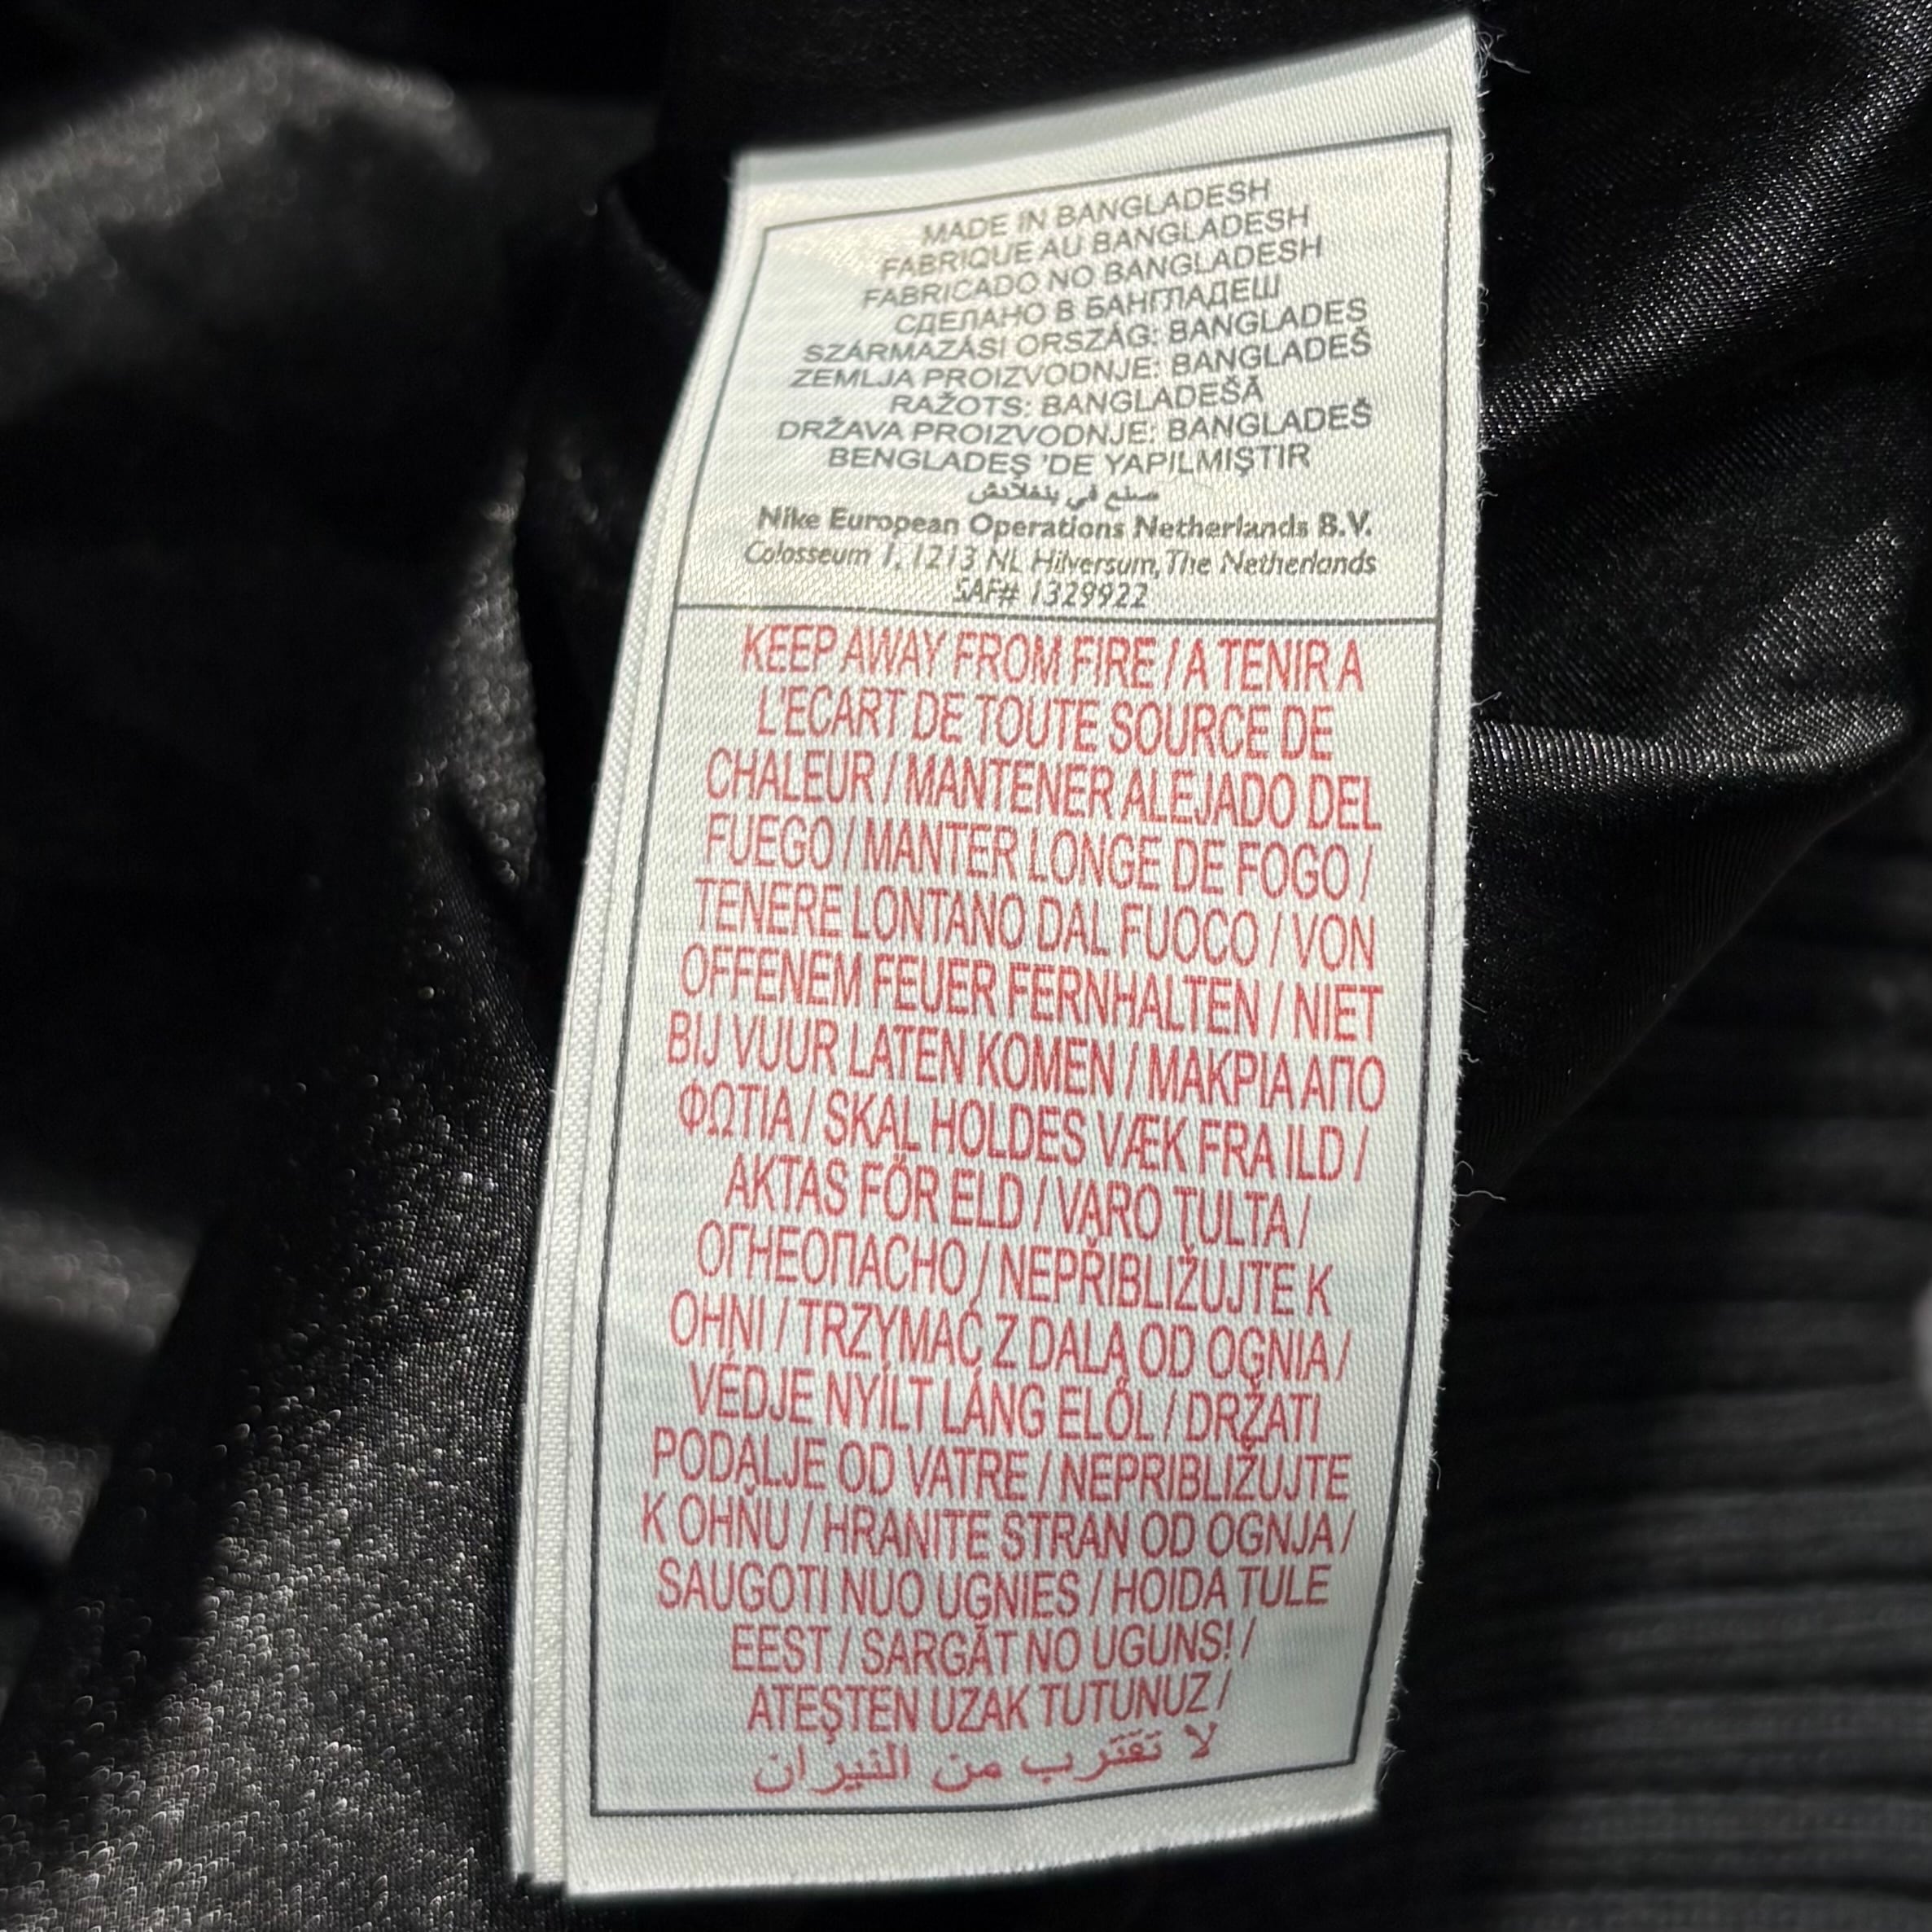 MADE IN BANGLADESH
FABRIQUE AU BANGLADESH
FABRICADO NO BANGLADESH
СДЕЛАНО В БАНГЛАДЕШ
SZÁRMAZÁSI ORSZÁG: BANGLADES
ZEMLJA PROIZVODNJE: BANGLADEŠ
RAŽOTS: BANGLADEŠĀ
DRŽAVA PROIZVODNJE: BANGLADEŠ
BENGLADEŞ 'DE YAPILMIŞTIR
صنع في بنغلادش
Nike European Operations Netherlands B.V.
Colosseum 1, 1213 NL Hilversum, The Netherlands
SAF# 1329922
KEEP AWAY FROM FIRE / A TENIR A
L'ECART DE TOUTE SOURCE DE
CHALEUR / MANTENER ALEJADO DEL
FUEGO / MANTER LONGE DE FOGO /
TENERE LONTANO DAL FUOCO / VON
OFFENEM FEUER FERNHALTEN / NIET
BIJ VUUR LATEN KOMEN / ΜΑΚΡΙΑ ΑΠΟ
ΦΩΤΙΑ / SKAL HOLDES VÆK FRA ILD /
AKTAS FÖR ELD / VARO TULTA /
ОГНЕОПАСНО / NEPŘIBLIŽUJTE K
OHNI / TRZYMAĆ Z DALA OD OGNIA /
VÉDJE NYÍLT LÁNG ELŐL / DRŽATI
PODALJE OD VATRE / NEPRIBLIŽUJTE
K OHŇU / HRANITE STRAN OD OGNJA /
SAUGOTI NUO UGNIES / HOIDA TULE
EEST / SARGĀT NO UGUNS! /
ATEŞTEN UZAK TUTUNUZ /
لا تقترب من النيران